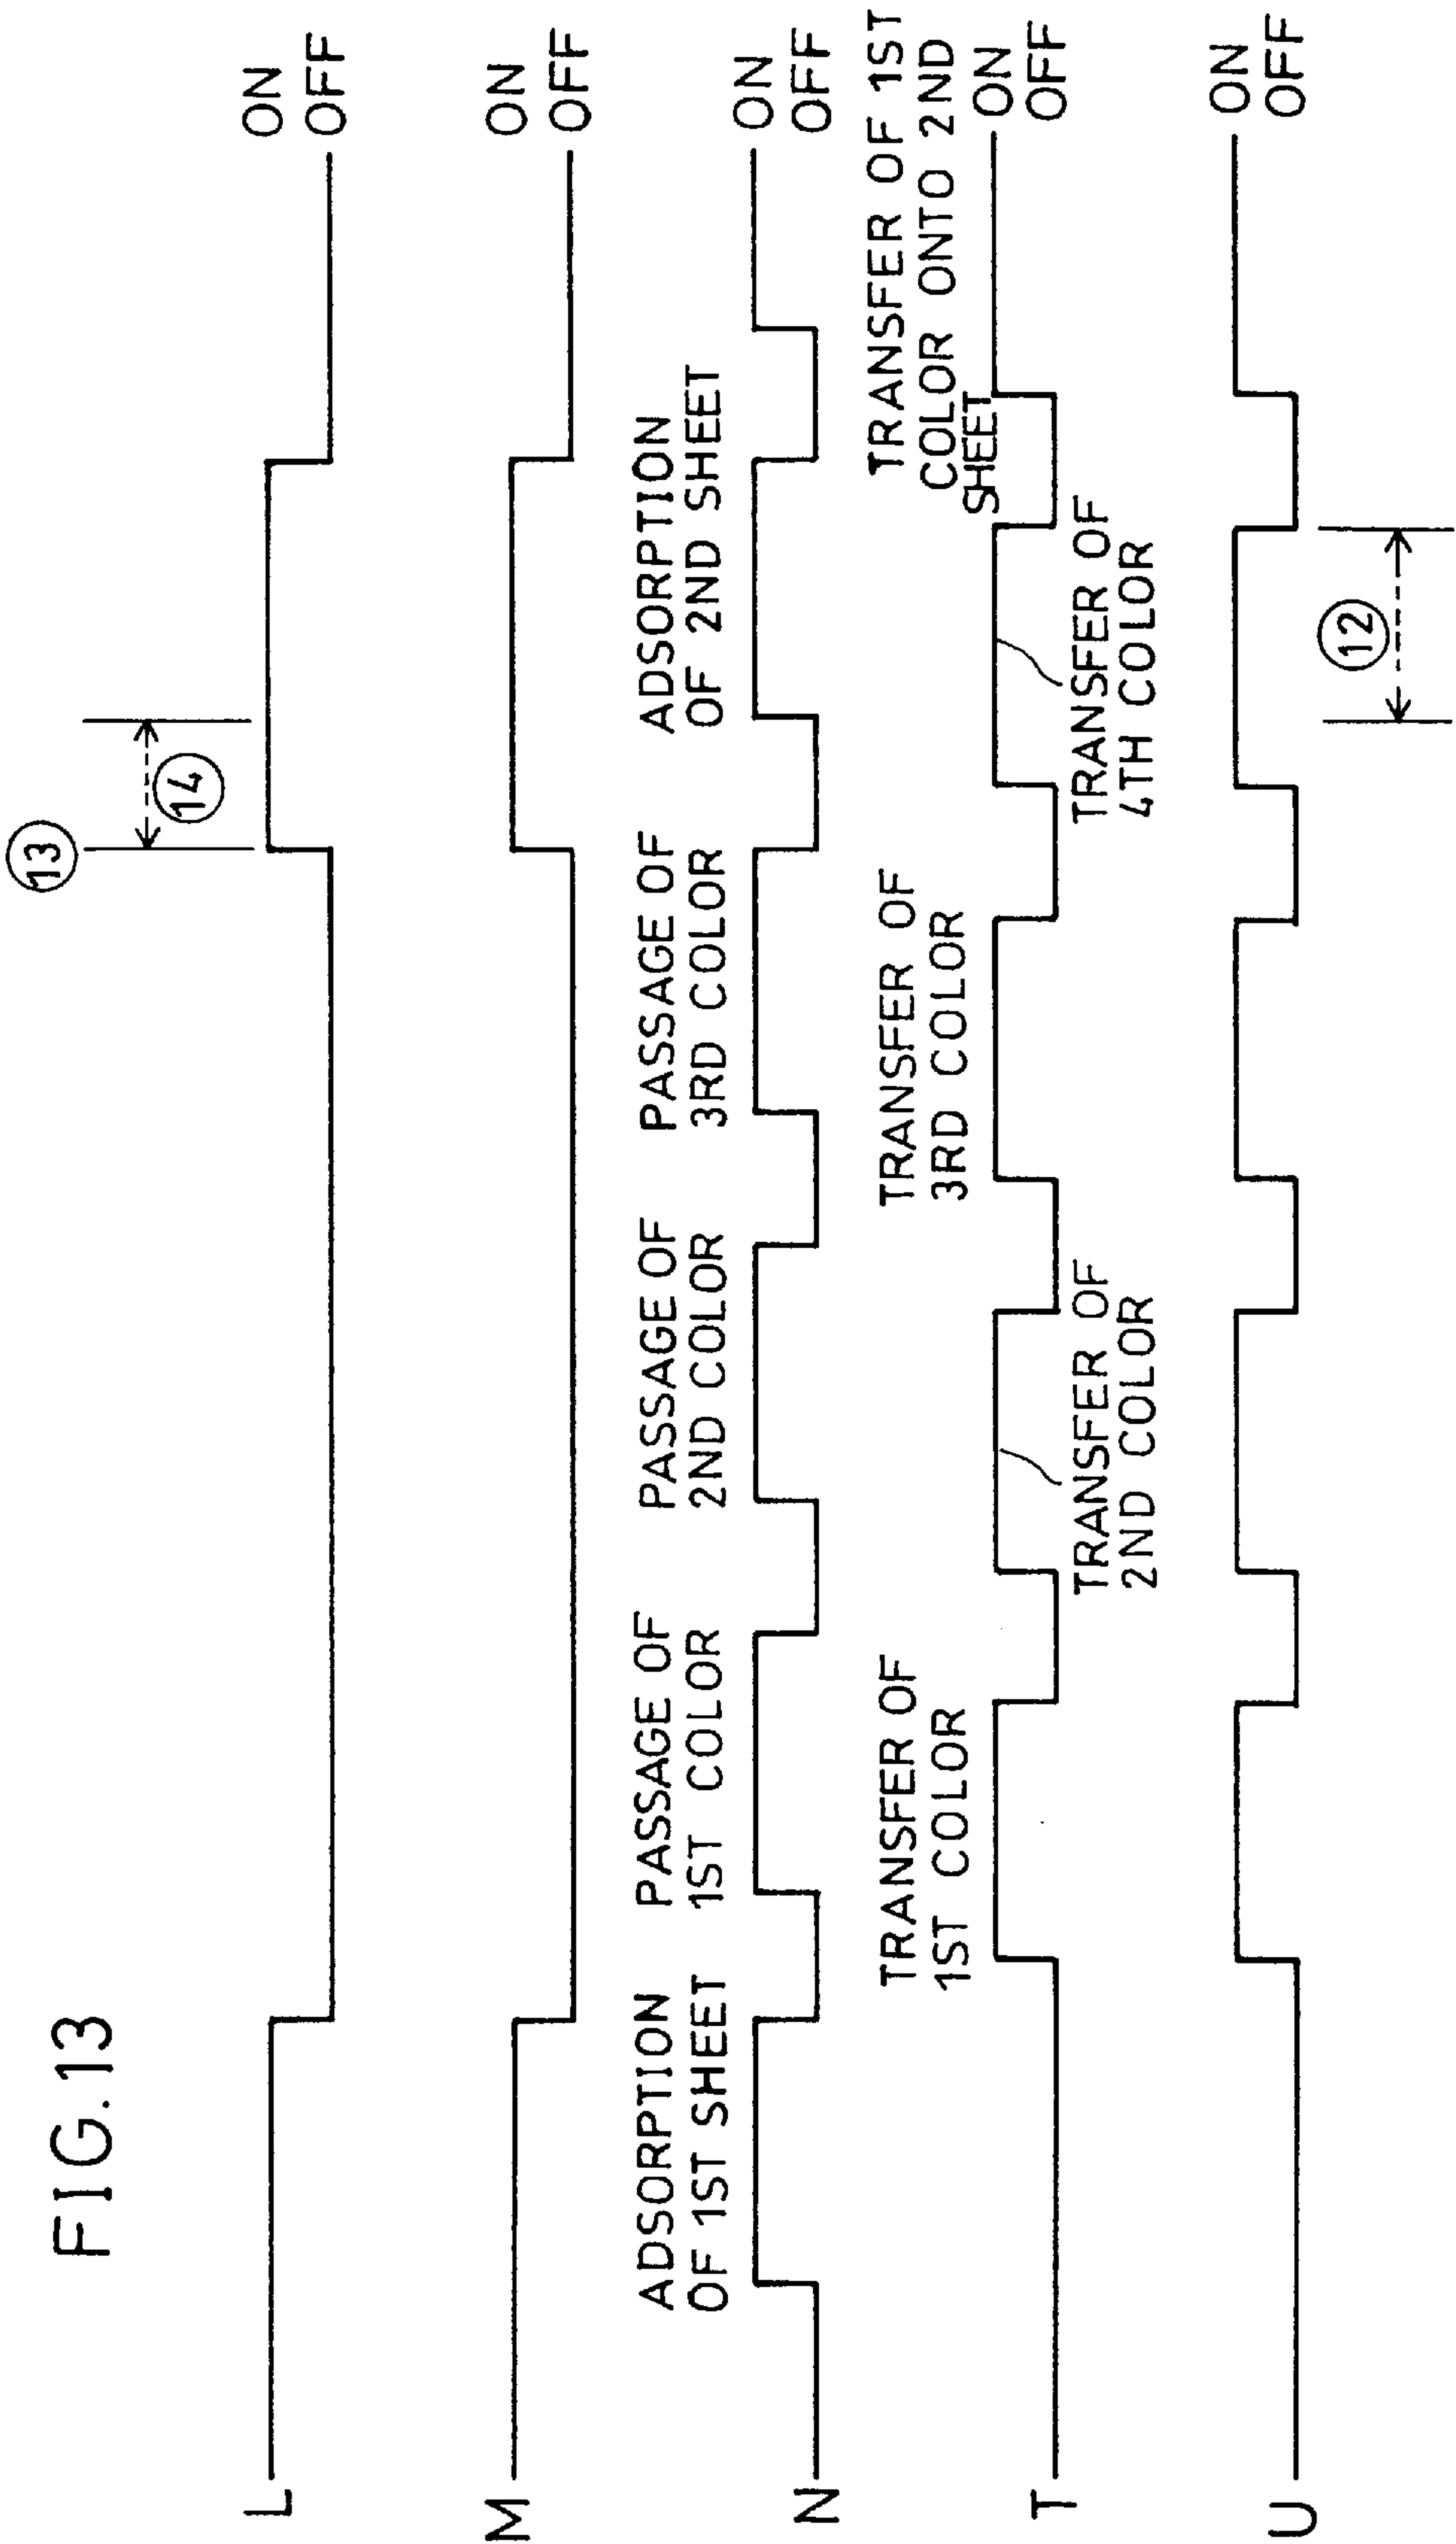 FIG.13
13
14
L
ON
OFF
M
ON
OFF
ADSORPTION
OF 1ST SHEET
PASSAGE OF
1ST COLOR
PASSAGE OF
2ND COLOR
PASSAGE OF
3RD COLOR
ADSORPTION
OF 2ND SHEET
N
ON
OFF
TRANSFER OF
1ST COLOR
TRANSFER OF
3RD COLOR
TRANSFER OF 1ST
COLOR ONTO 2ND
SHEET
T
ON
OFF
TRANSFER OF
2ND COLOR
TRANSFER OF
4TH COLOR
U
ON
OFF
12